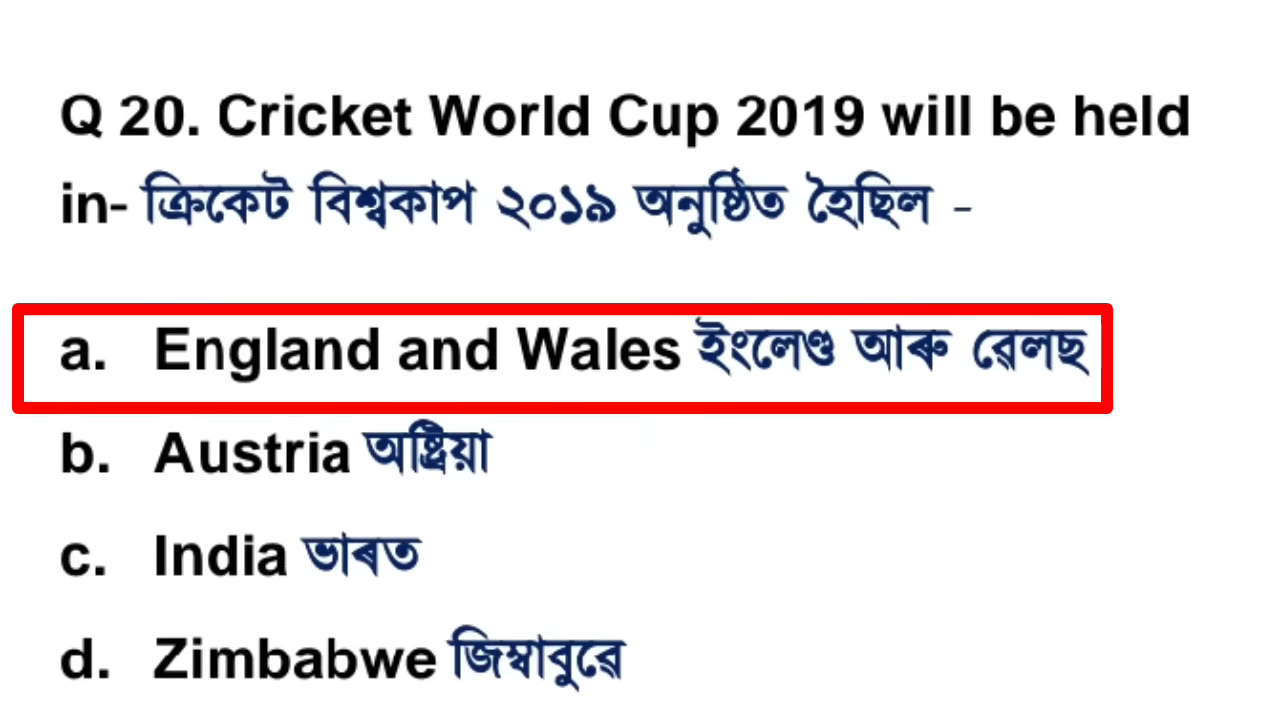 Q 20. Cricket World Cup 2019 will be held
in- ক্ৰিকেট বিশ্বকাপ ২০১৯ অনুষ্ঠিত হৈছিল -
a. England and Wales ইংলেণ্ড আৰু ৱেলছ
b. Austria অষ্ট্ৰিয়া
c. India ভাৰত
d. Zimbabwe জিম্বাবুৱে